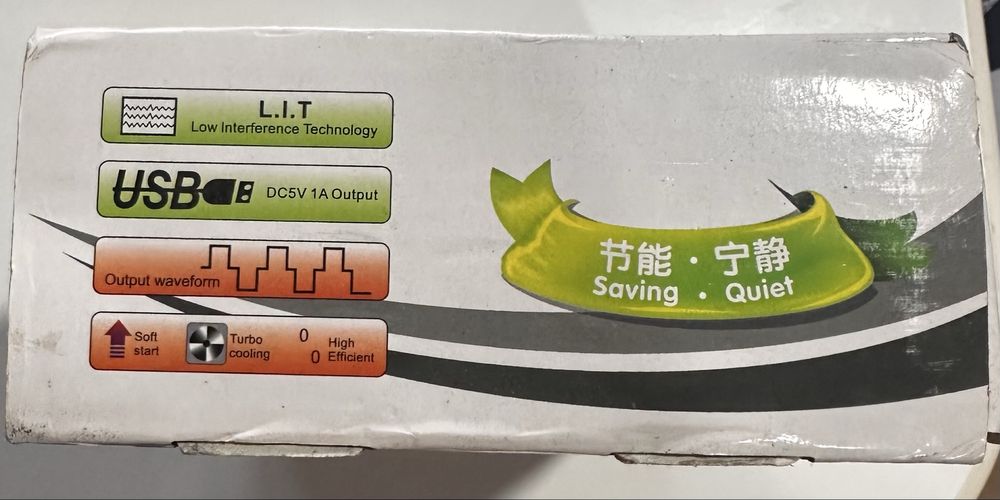 L.I.T
Low Interference Technology
USB DC5V 1A Output
Output waveform
Soft
start
Turbo
cooling
0
0
High
Efficient
节能·宁静
Saving · Quiet